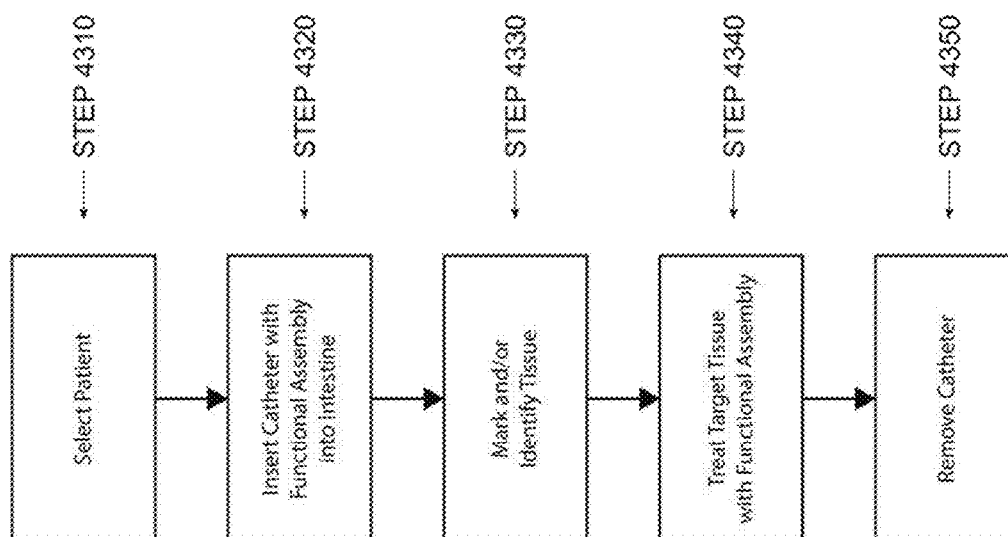 Select Patient
STEP 4310
Insert Catheter with
Functional Assembly
Into Intestine
STEP 4320
Mark and/or
Identify Tissue
STEP 4330
Treat Target Tissue
with Functional Assembly
STEP 4340
Remove Catheter
STEP 4350